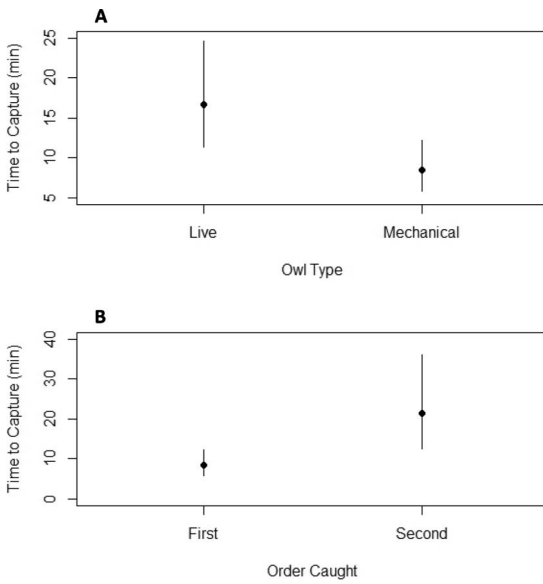 A
Time to Capture (min)
25
20
15
10
5
Live
Mechanical
Owl Type
B
Time to Capture (min)
40
30
20
10
0
First
Second
Order Caught